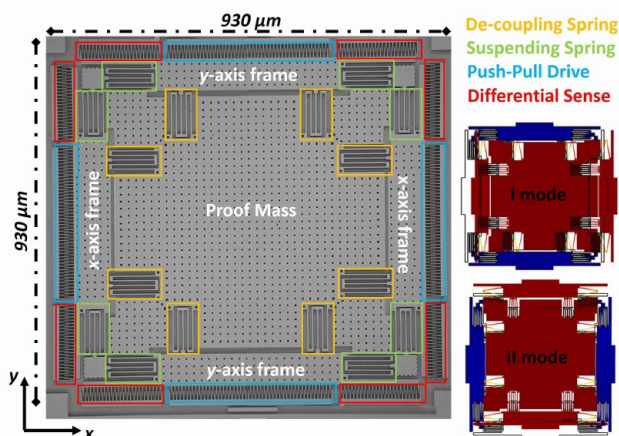 930 µm
De-coupling Spring
Suspending Spring
Push-Pull Drive
Differential Sense
y-axis frame
930 µm
x-axis frame
Proof Mass
x-axis frame
I mode
y-axis frame
II mode
y
x